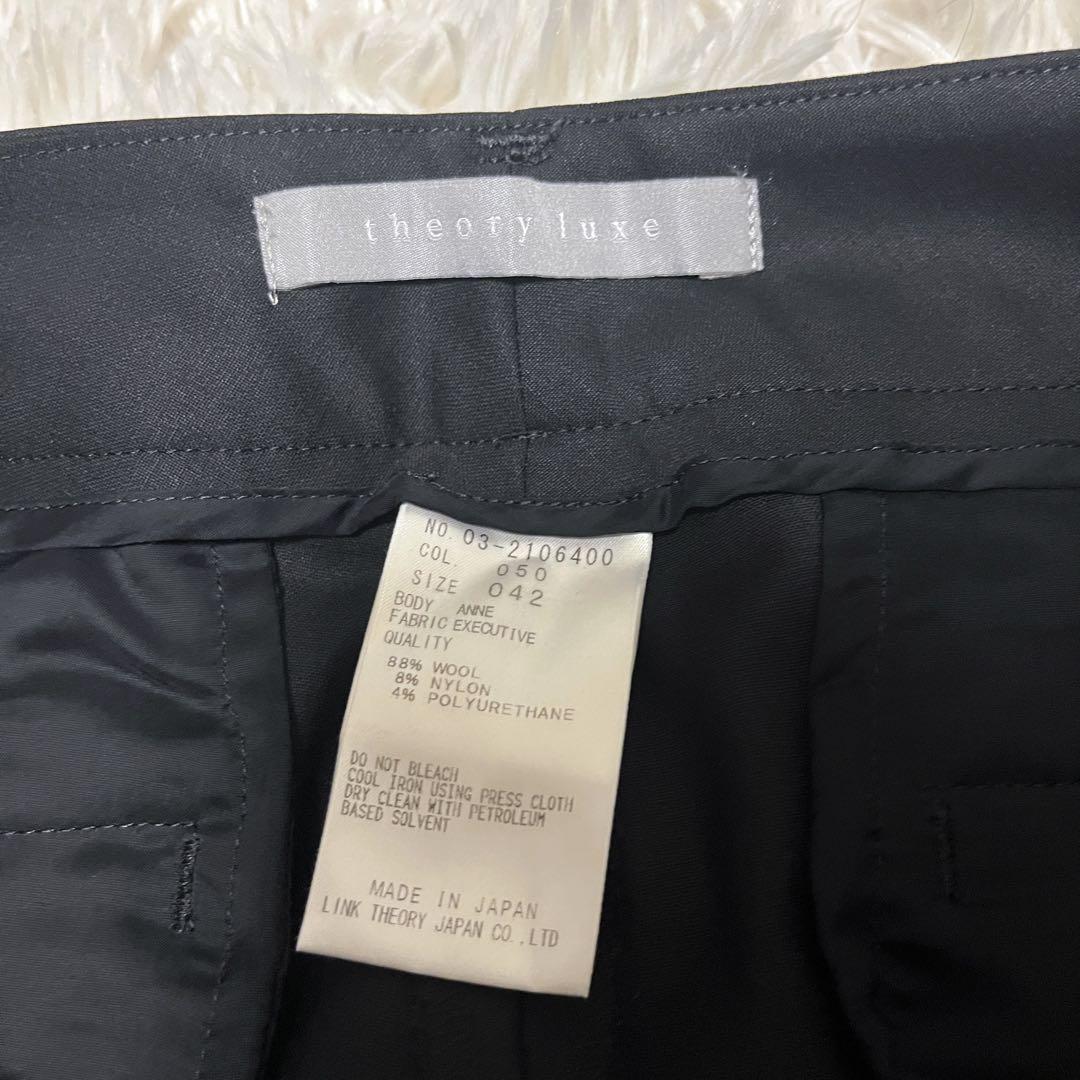 theory luxe
NO. 03-2106400
COL. 050
SIZE 042
BODY ANNE
FABRIC EXECUTIVE
QUALITY
88% WOOL
8% NYLON
4% POLYURETHANE
DO NOT BLEACH
COOL IRON USING PRESS CLOTH
DRY CLEAN WITH PETROLEUM
BASED SOLVENT
MADE IN JAPAN
LINK THEORY JAPAN CO.,LTD